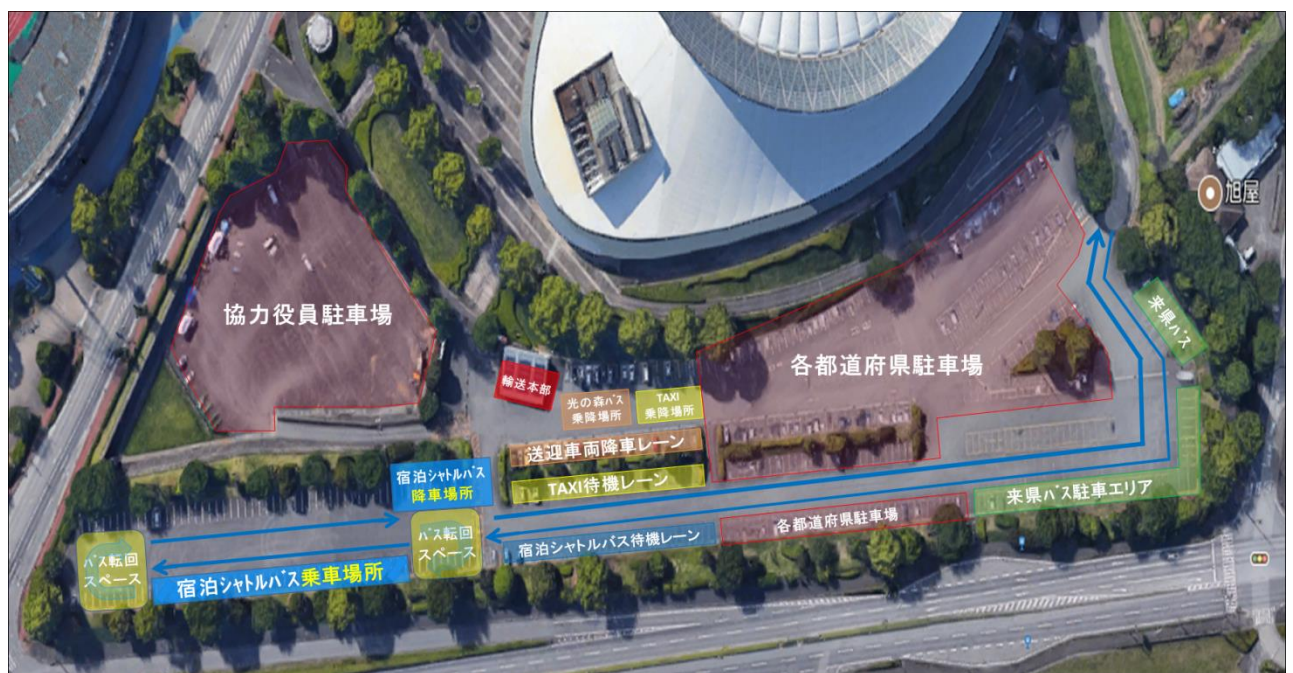 旭屋
来県バス
協力役員駐車場
各都道府県駐車場
輸送本部
光の森バス
乗降場所
TAXI
乗降場所
送迎車両降車レーン
TAXI待機レーン
宿泊シャトルバス
降車場所
来県バス駐車エリア
各都道府県駐車場
宿泊シャトルバス待機レーン
バス転回
スペース
バス転回
スペース
宿泊シャトルバス乗車場所